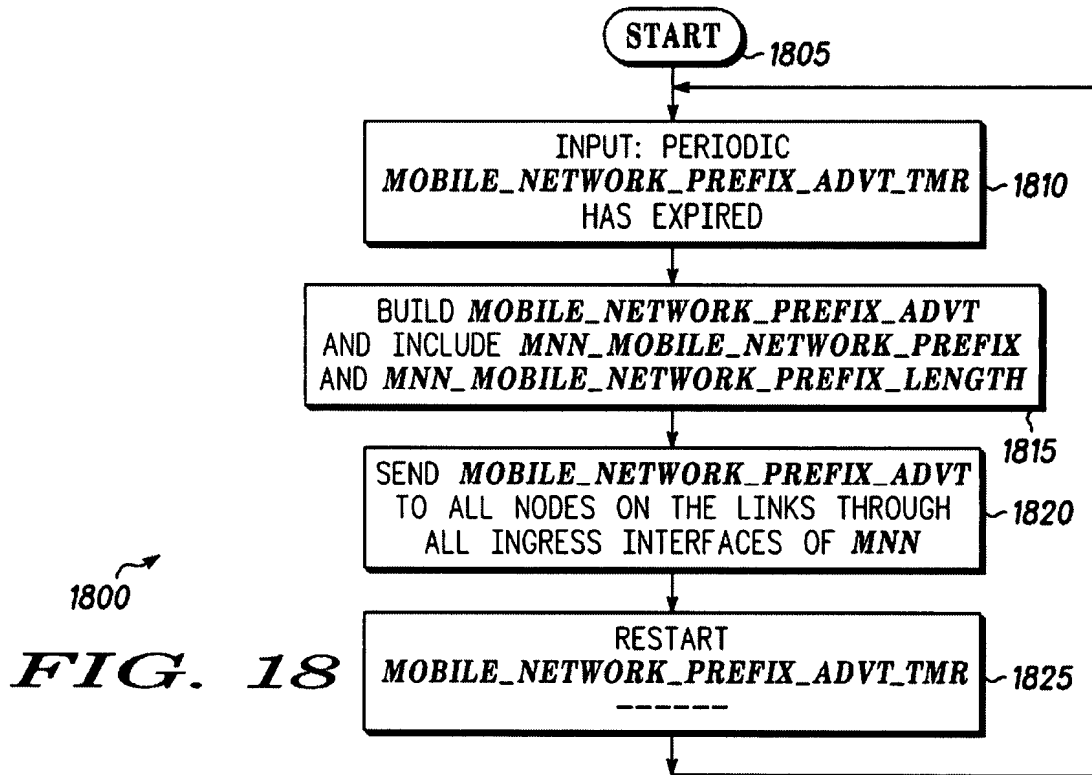 START
1805
INPUT: PERIODIC
MOBILE_NETWORK_PREFIX_ADVT_TMR
HAS EXPIRED
1810
BUILD MOBILE_NETWORK_PREFIX_ADVT
AND INCLUDE MNN_MOBILE_NETWORK_PREFIX
AND MNN_MOBILE_NETWORK_PREFIX_LENGTH
1815
SEND MOBILE_NETWORK_PREFIX_ADVT
TO ALL NODES ON THE LINKS THROUGH
ALL INGRESS INTERFACES OF MNN
1820
RESTART
MOBILE_NETWORK_PREFIX_ADVT_TMR
------
1825
1800
FIG. 18